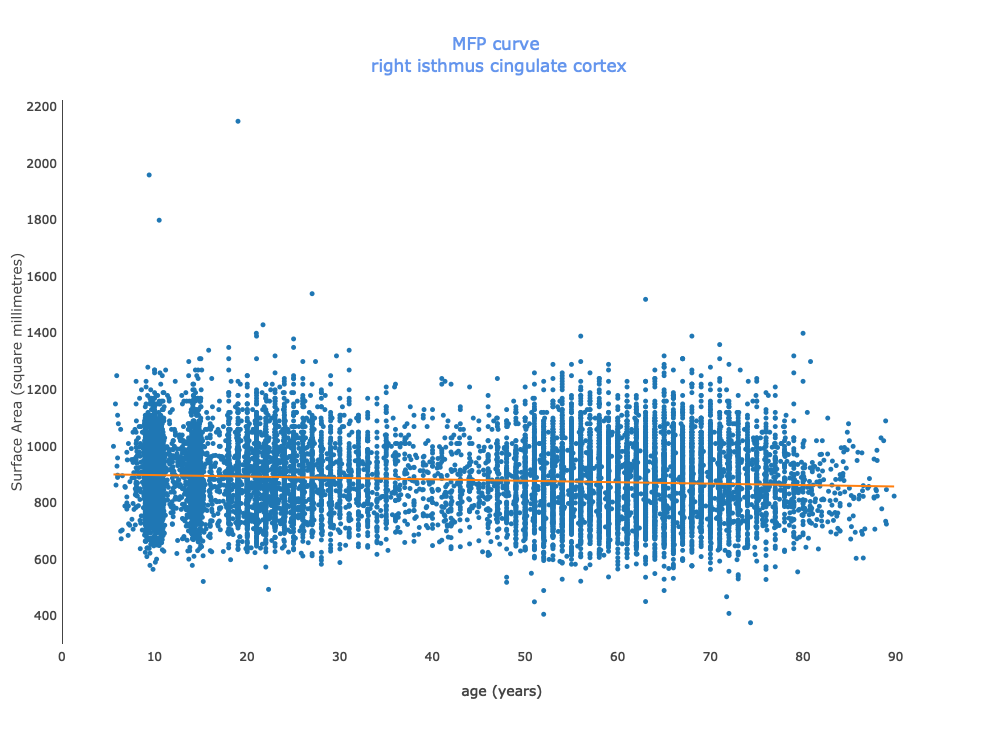 MFP curve
right isthmus cingulate cortex
Surface Area (square millimetres)
2200
2000
1800
1600
1400
1200
1000
800
600
400
0 10 20 30 40 50 60 70 80 90
age (years)